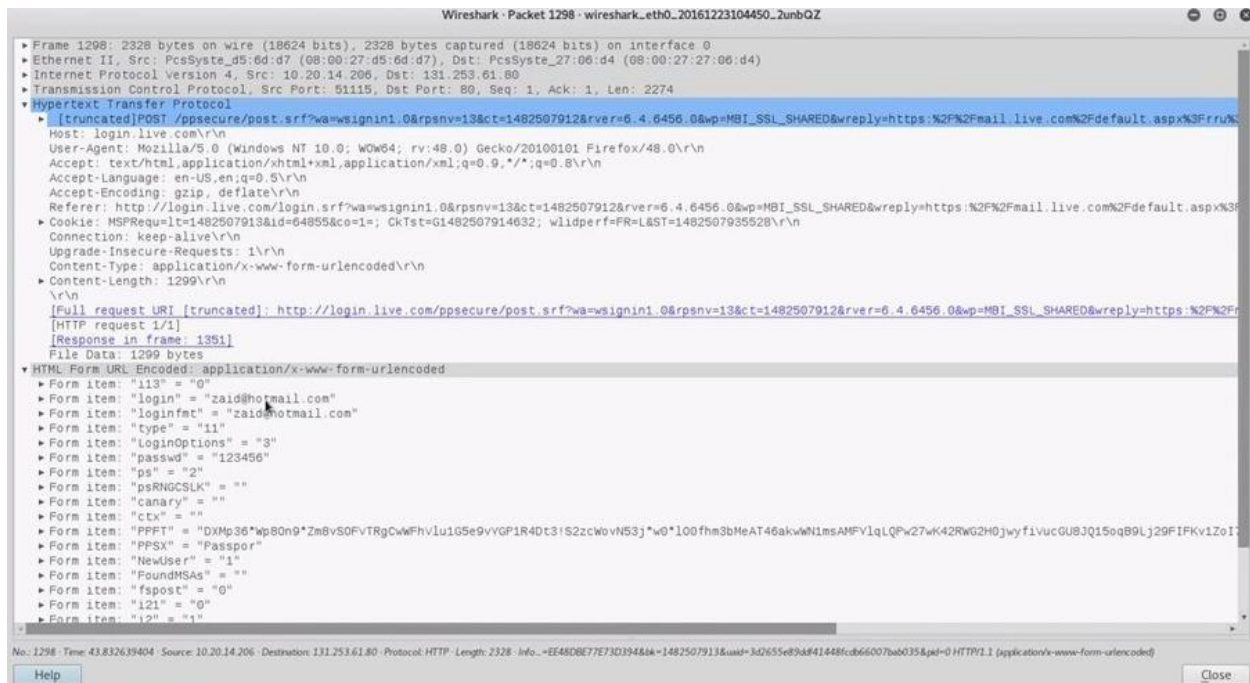 Wireshark · Packet 1298 · wireshark_eth0_20161223104450_2unbQZ
Frame 1298: 2328 bytes on wire (18624 bits), 2328 bytes captured (18624 bits) on interface 0
Ethernet II, Src: PcsSyste_d5:6d:d7 (08:00:27:d5:6d:d7), Dst: PcsSyste_27:06:d4 (08:00:27:27:06:d4)
Internet Protocol Version 4, Src: 10.20.14.206, Dst: 131.253.61.80
Transmission Control Protocol, Src Port: 51115, Dst Port: 80, Seq: 1, Ack: 1, Len: 2274
Hypertext Transfer Protocol
[truncated]POST /ppsecure/post.srf?wa=wsignin1.0&rpsnv=13&ct=1482507912&rver=6.4.6456.0&wp=MBI_SSL_SHARED&wreply=https:%2F%2Fmail.live.com%2Fdefault.aspx%3Frru%
Host: login.live.com\r\n
User-Agent: Mozilla/5.0 (Windows NT 10.0; WOW64; rv:48.0) Gecko/20100101 Firefox/48.0\r\n
Accept: text/html,application/xhtml+xml,application/xml;q=0.9,*/*;q=0.8\r\n
Accept-Language: en-US,en;q=0.5\r\n
Accept-Encoding: gzip, deflate\r\n
Referer: http://login.live.com/login.srf?wa=wsignin1.0&rpsnv=13&ct=1482507912&rver=6.4.6456.0&wp=MBI_SSL_SHARED&wreply=https:%2F%2Fmail.live.com%2Fdefault.aspx%3F
Cookie: MSPRequ=lt=1482507913&id=64855&co=1=; CkTst=G1482507914632; wlidperf=FR=L&ST=1482507935528\r\n
Connection: keep-alive\r\n
Upgrade-Insecure-Requests: 1\r\n
Content-Type: application/x-www-form-urlencoded\r\n
Content-Length: 1299\r\n
\r\n
[Full request URI [truncated]: http://login.live.com/ppsecure/post.srf?wa=wsignin1.0&rpsnv=13&ct=1482507912&rver=6.4.6456.0&wp=MBI_SSL_SHARED&wreply=https:%2F%2F
[HTTP request 1/1]
[Response in frame: 1351]
File Data: 1299 bytes
HTML Form URL Encoded: application/x-www-form-urlencoded
Form item: "i13" = "0"
Form item: "login" = "zaid@hotmail.com"
Form item: "loginfmt" = "zaid@hotmail.com"
Form item: "type" = "11"
Form item: "LoginOptions" = "3"
Form item: "passwd" = "123456"
Form item: "ps" = "2"
Form item: "psRNGCSLK" = ""
Form item: "canary" = ""
Form item: "ctx" = ""
Form item: "PPFT" =
Form item: "PPSX" = "Passpor"
Form item: "NewUser" = "1"
Form item: "FoundMSAs" = ""
Form item: "fspost" = "0"
Form item: "i21" = "0"
Form item: "i2" = "1"
No.: 1298 · Time: 43.832639404 · Source: 10.20.14.206 · Destination: 131.253.61.80 · Protocol: HTTP · Length: 2328 · HTTP/1.1 (application/x-www-form-urlencoded)
Help
Close